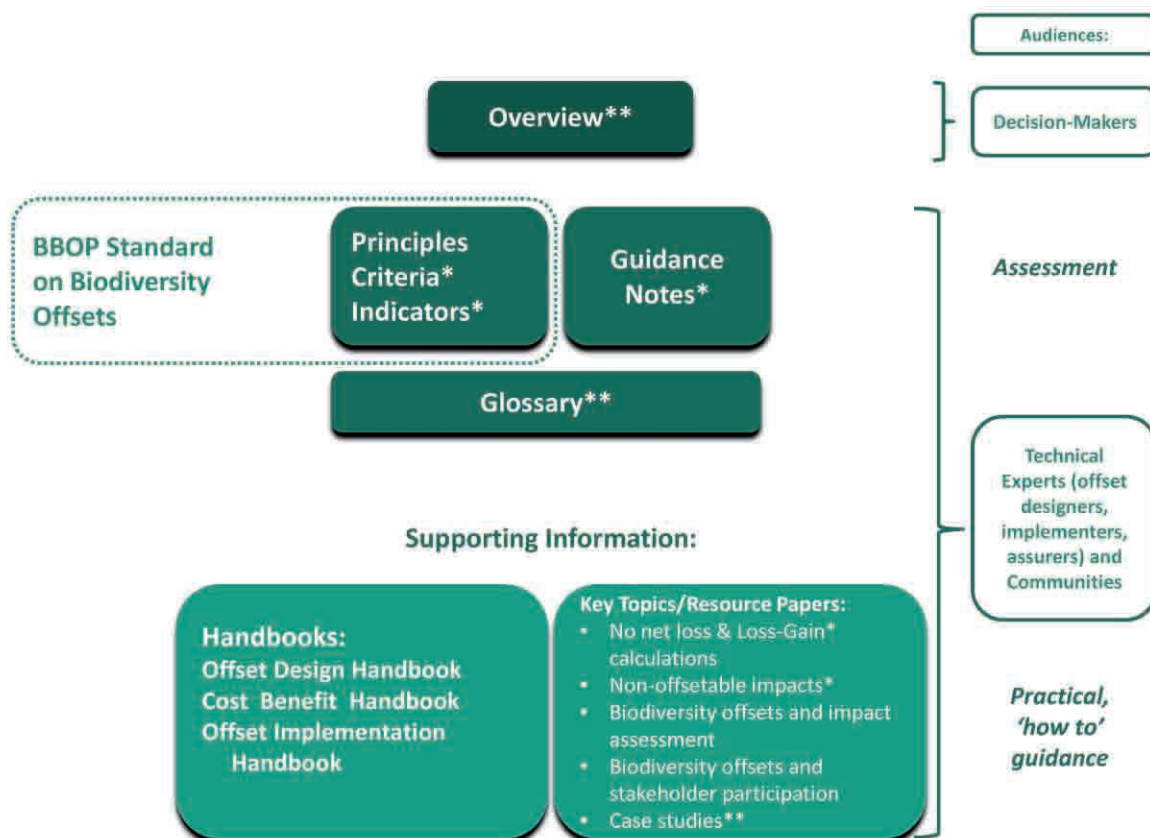 Audiences:
Overview**
Decision-Makers
BBOP Standard
on Biodiversity
Offsets
Principles
Criteria*
Indicators*
Guidance
Notes*
Assessment
Glossary**
Technical
Experts (offset
designers,
implementers,
assurers) and
Communities
Supporting Information:
Handbooks:
Offset Design Handbook
Cost Benefit Handbook
Offset Implementation
Handbook
Key Topics/Resource Papers:
• No net loss & Loss-Gain*
calculations
• Non-offsetable impacts*
• Biodiversity offsets and impact
assessment
• Biodiversity offsets and
stakeholder participation
• Case studies**
Practical,
‘how to’
guidance